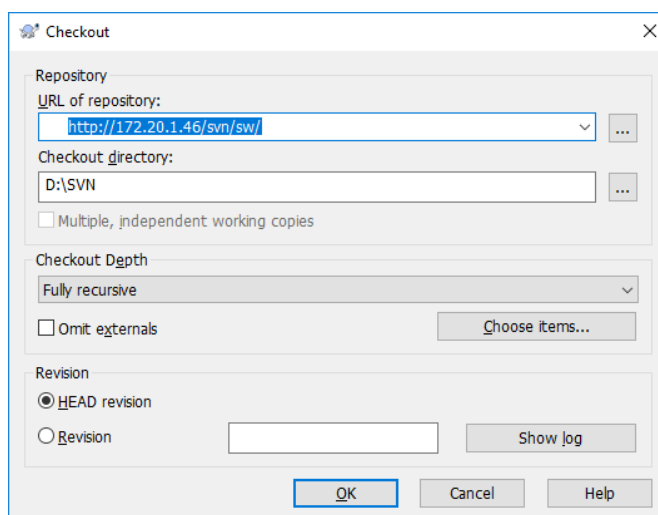 Checkout
Repository
URL of repository:
http://172.20.1.46/svn/sw/
...
Checkout directory:
D:\SVN
...
Multiple, independent working copies
Checkout Depth
Fully recursive
Omit externals
Choose items...
Revision
HEAD revision
Revision
Show log
OK Cancel Help